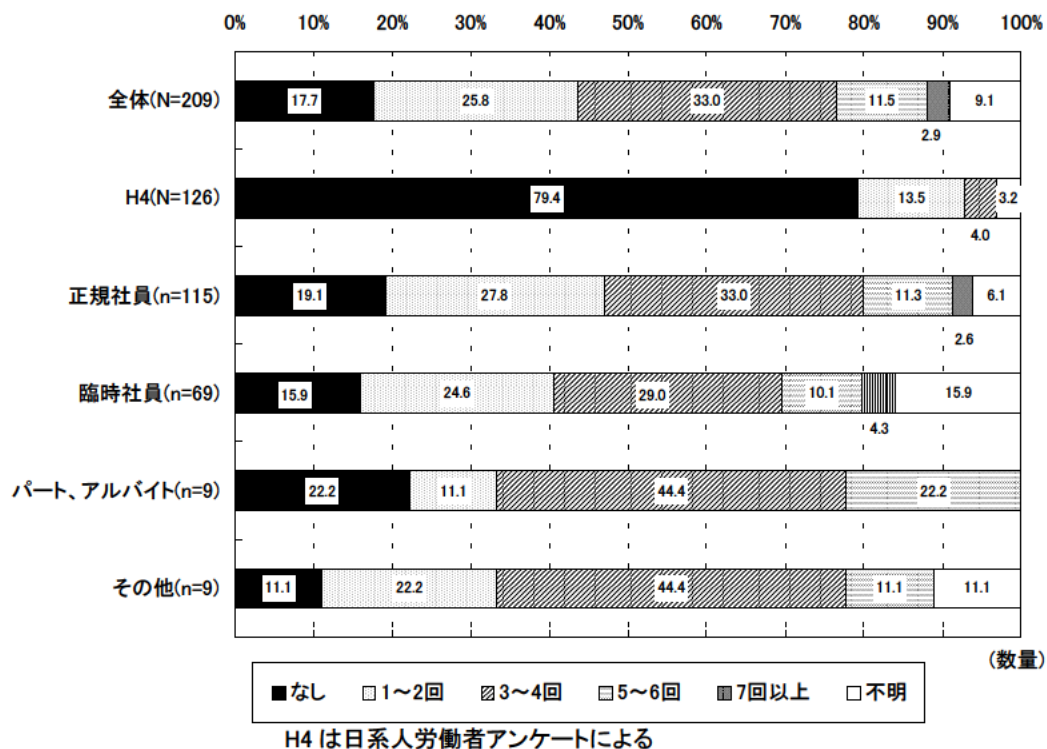 0% 10% 20% 30% 40% 50% 60% 70% 80% 90% 100%
全体(N=209) 17.7 25.8 33.0 11.5 9.1
2.9
H4(N=126) 79.4 13.5 3.2
4.0
正規社員(n=115) 19.1 27.8 33.0 11.3 6.1
2.6
臨時社員(n=69) 15.9 24.6 29.0 10.1 15.9
4.3
パート、アルバイト(n=9) 22.2 11.1 44.4 22.2
その他(n=9) 11.1 22.2 44.4 11.1 11.1
(数量)
なし 1～2回 3～4回 5～6回 7回以上 不明
H4 は日系人労働者アンケートによる